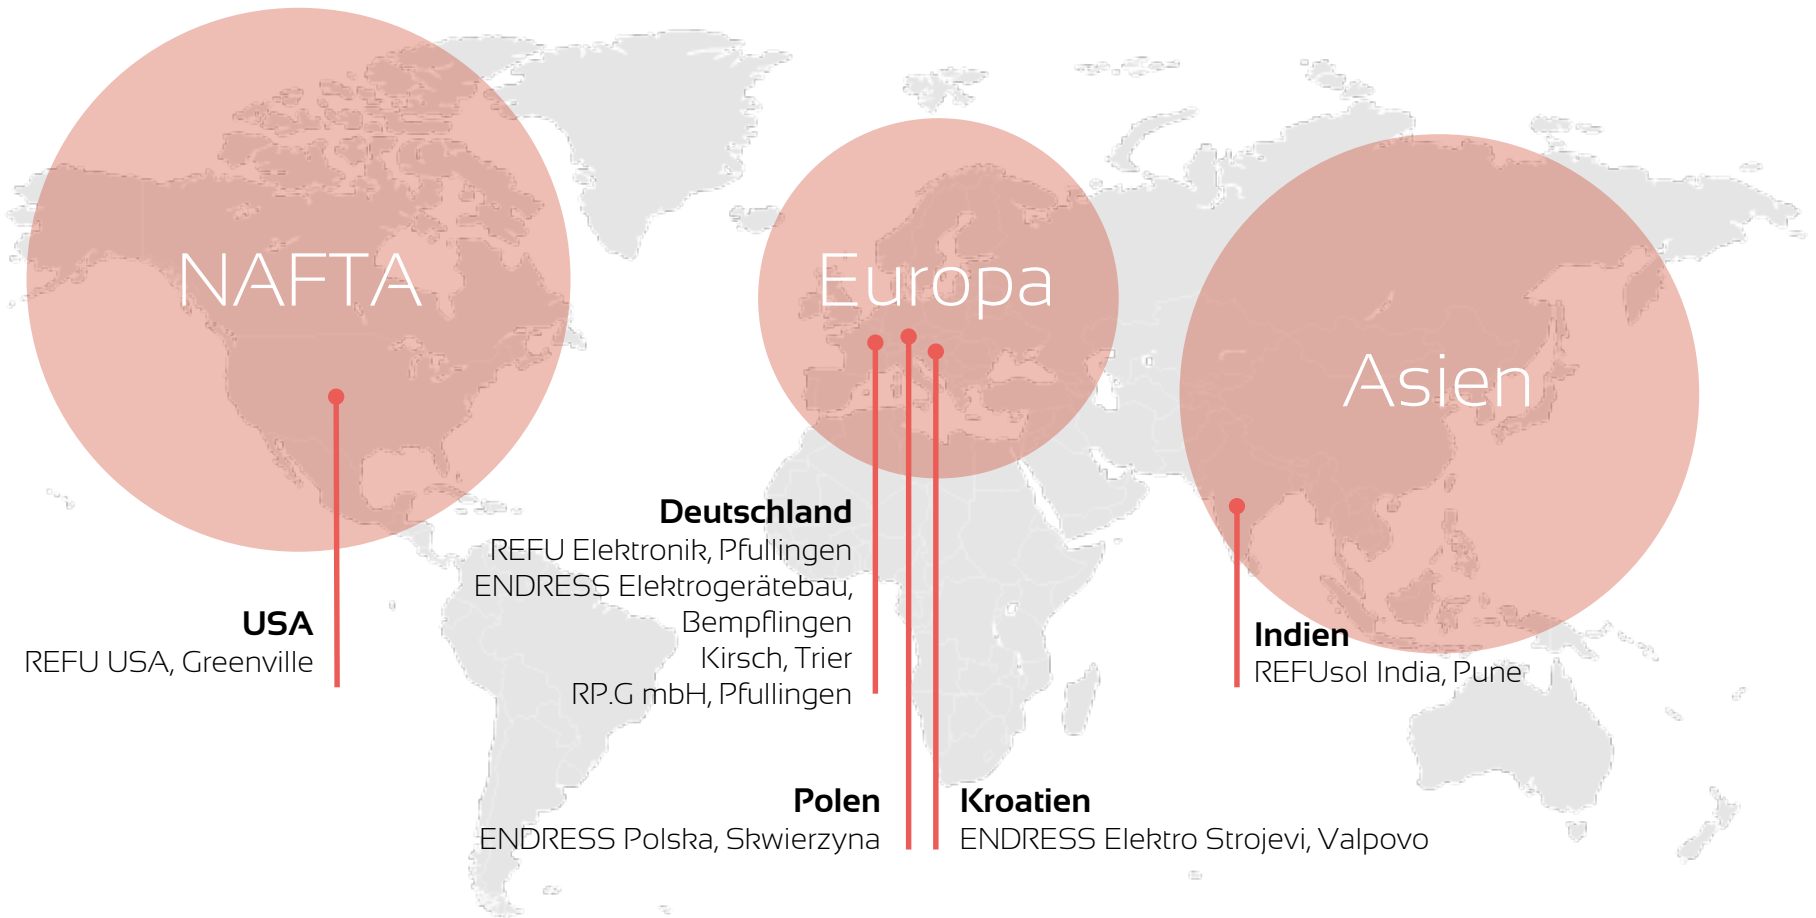 NAFTA
Europa
Asien
USA
REFU USA, Greenville
Deutschland
REFU Elektronik, Pfullingen
ENDRESS Elektrogerätebau,
Bempflingen
Kirsch, Trier
RP.G mbH, Pfullingen
Indien
REFUsol India, Pune
Polen
ENDRESS Polska, Skwierzyna
Kroatien
ENDRESS Elektro Strojevi, Valpovo